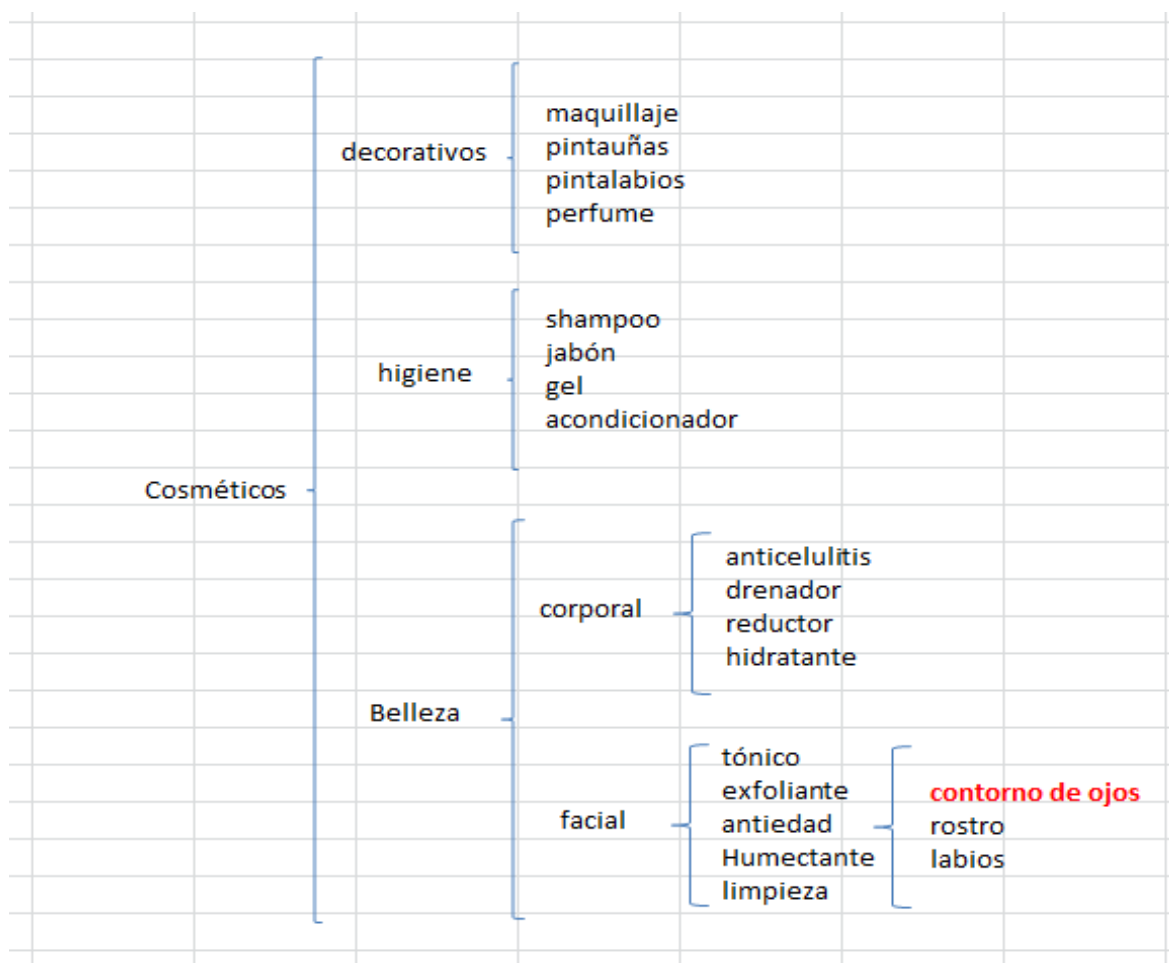 decorativos
maquillaje
pintauñas
pintalabios
perfume
higiene
shampoo
jabón
gel
acondicionador
Cosméticos
Belleza
corporal
anticelulitis
drenador
reductor
hidratante
facial
tónico
exfoliante
antiedad
Humectante
limpieza
contorno de ojos
rostro
labios